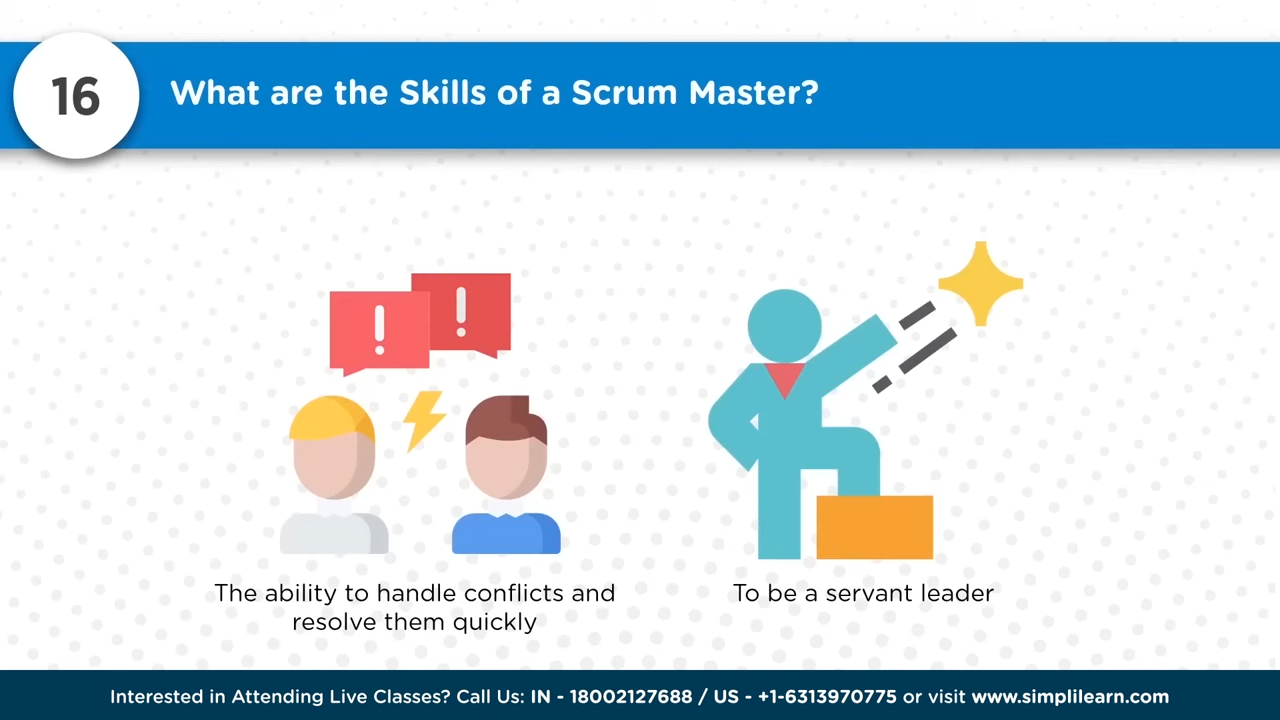 16
What are the Skills of a Scrum Master?
!
!
The ability to handle conflicts and
resolve them quickly
To be a servant leader
Interested in Attending Live Classes? Call Us: IN - 18002127688 / US - +1-6313970775 or visit www.simplilearn.com